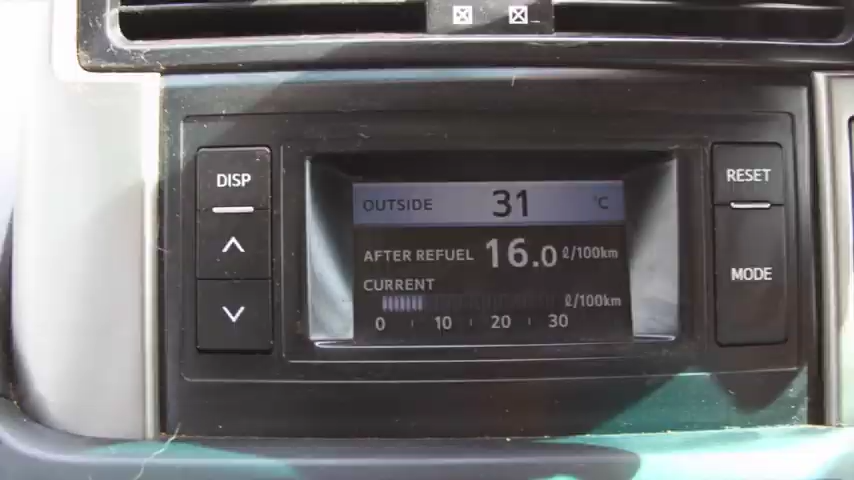 DISP
RESET
MODE
OUTSIDE 31 °C
AFTER REFUEL 16.0 ℓ/100km
CURRENT
ℓ/100km
0 10 20 30